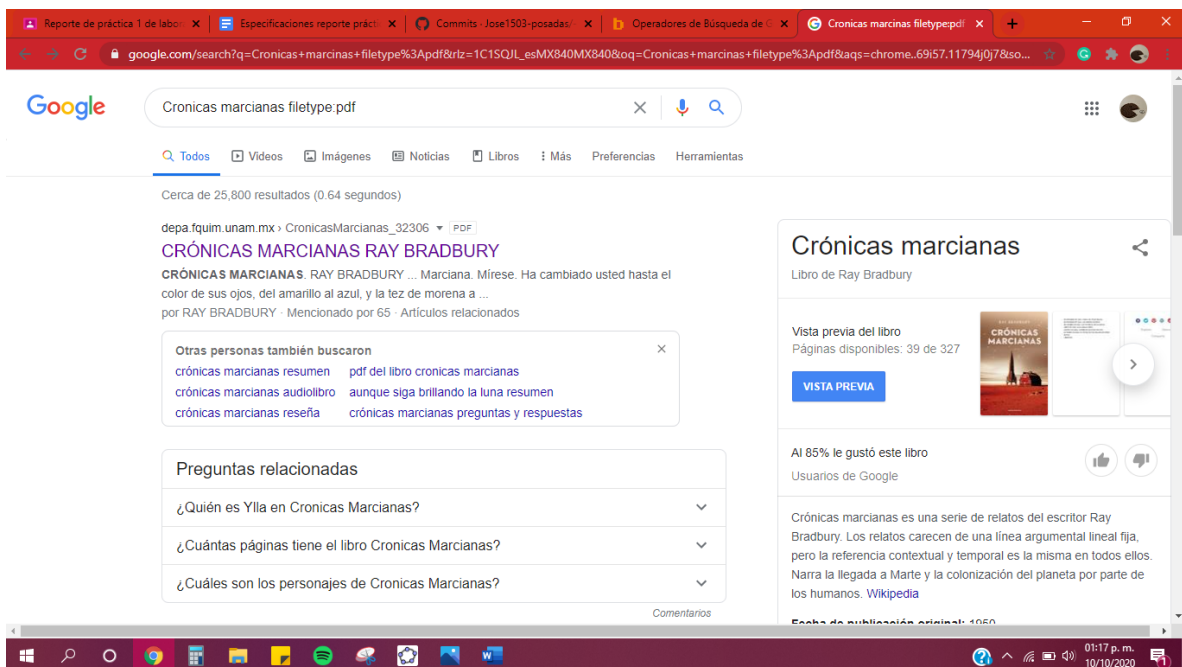 Reporte de práctica 1 de labor
Especificaciones reporte práctic
Commits · Jose1503-posadas/
Operadores de Búsqueda de G
Cronicas marcinas filetype:pdf
google.com/search?q=Cronicas+marcinas+filetype%3Apdf&rlz=1C1SQJL_esMX840MX840&oq=Cronicas+marcinas+filetype%3Apdf&aqs=chrome..69i57.11794j0j7&so...
Google
Cronicas marcianas filetype:pdf
Todos Videos Imágenes Noticias Libros Más Preferencias Herramientas
Cerca de 25,800 resultados (0.64 segundos)
depa.fquim.unam.mx › CronicasMarcianas_32306 PDF
CRÓNICAS MARCIANAS RAY BRADBURY
CRÓNICAS MARCIANAS. RAY BRADBURY ... Marciana. Mírese. Ha cambiado usted hasta el
color de sus ojos, del amarillo al azul, y la tez de morena a ...
por RAY BRADBURY · Mencionado por 65 · Artículos relacionados
Otras personas también buscaron
crónicas marcianas resumen pdf del libro cronicas marcianas
crónicas marcianas audiolibro aunque siga brillando la luna resumen
crónicas marcianas reseña crónicas marcianas preguntas y respuestas
Preguntas relacionadas
¿Quién es Ylla en Cronicas Marcianas?
¿Cuántas páginas tiene el libro Cronicas Marcianas?
¿Cuáles son los personajes de Cronicas Marcianas?
Comentarios
Crónicas marcianas
Libro de Ray Bradbury
Vista previa del libro
Páginas disponibles: 39 de 327
VISTA PREVIA
CRÓNICAS
MARCIANAS
Al 85% le gustó este libro
Usuarios de Google
Crónicas marcianas es una serie de relatos del escritor Ray
Bradbury. Los relatos carecen de una línea argumental lineal fija,
pero la referencia contextual y temporal es la misma en todos ellos.
Narra la llegada a Marte y la colonización del planeta por parte de
los humanos. Wikipedia
Fecha de publicación original: 1950
01:17 p. m.
10/10/2020